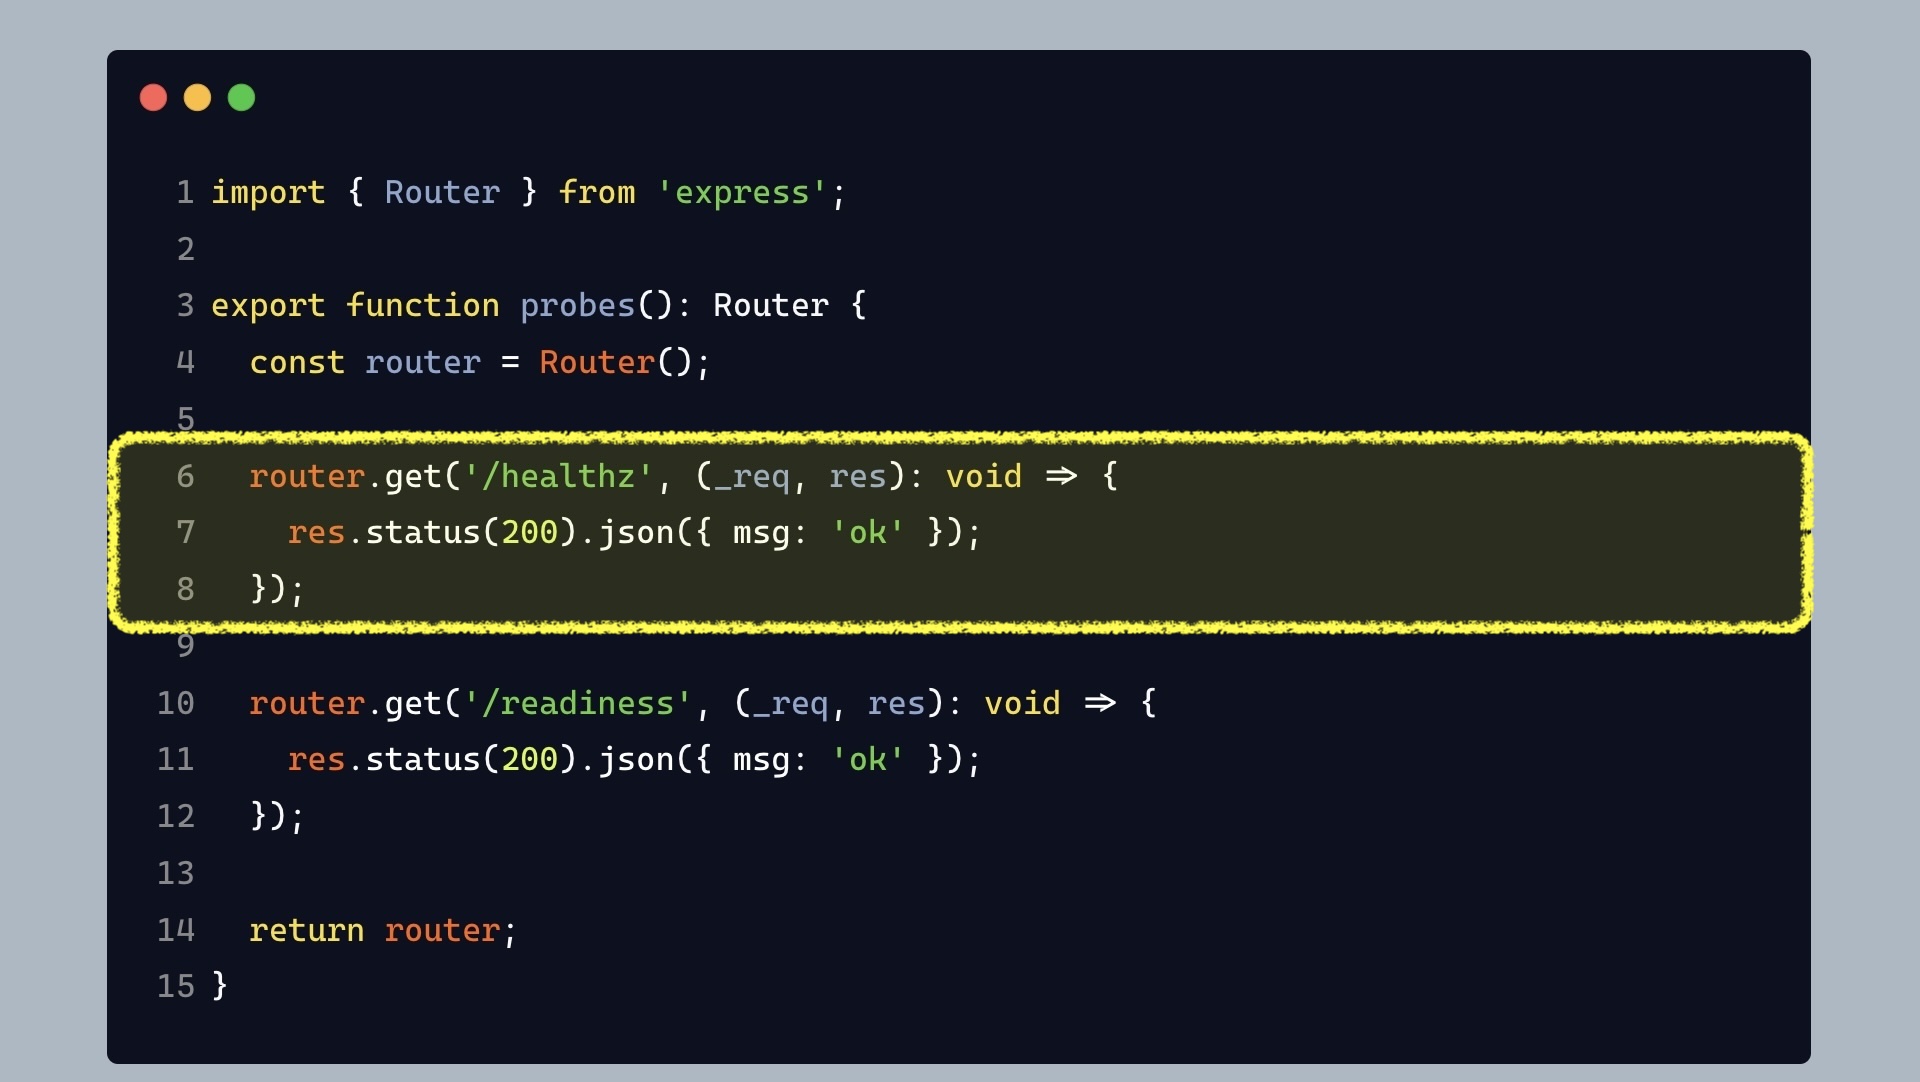 1 import { Router } from 'express';
2
3 export function probes(): Router {
4   const router = Router();
5
6   router.get('/healthz', (_req, res): void => {
7     res.status(200).json({ msg: 'ok' });
8   });
9
10   router.get('/readiness', (_req, res): void => {
11     res.status(200).json({ msg: 'ok' });
12   });
13
14   return router;
15 }